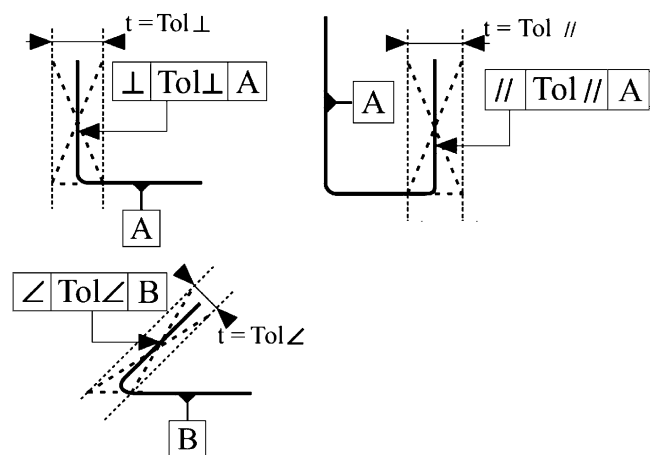 t = Tol ⊥
⊥ Tol⊥ A
A
t = Tol //
A
// Tol // A
∠ Tol∠ B
t = Tol ∠
B